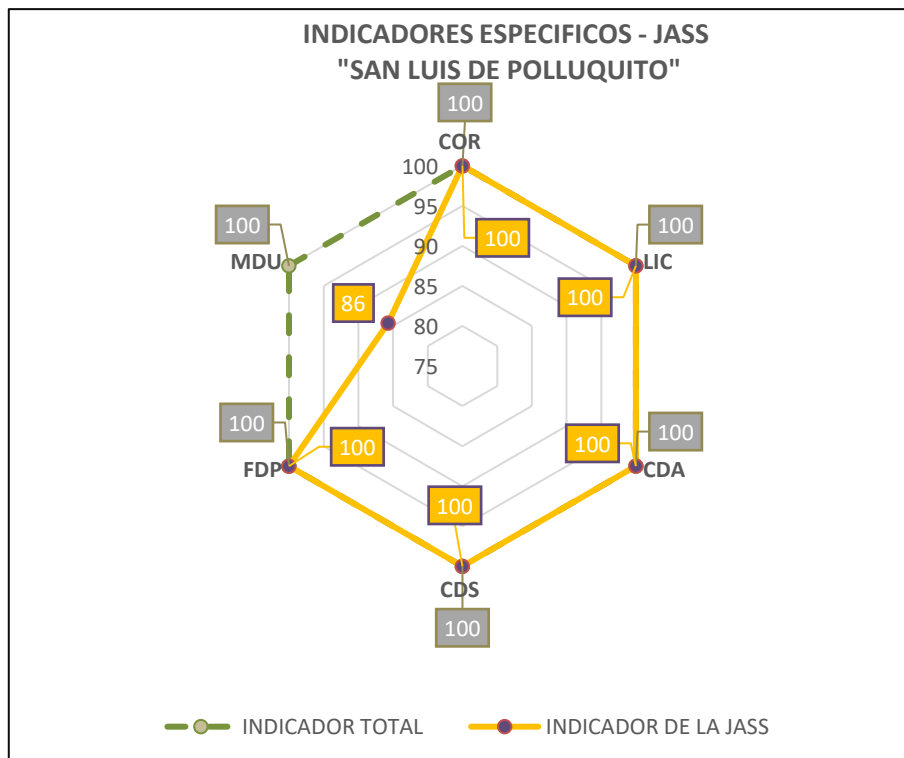 INDICADORES ESPECIFICOS - JASS
"SAN LUIS DE POLLUQUITO"
100
COR
100
95
90
85
80
75
100
100
LIC
100
100
CDA
100
100
CDS
100
100
FDP
100
100
MDU
86
INDICADOR TOTAL
INDICADOR DE LA JASS